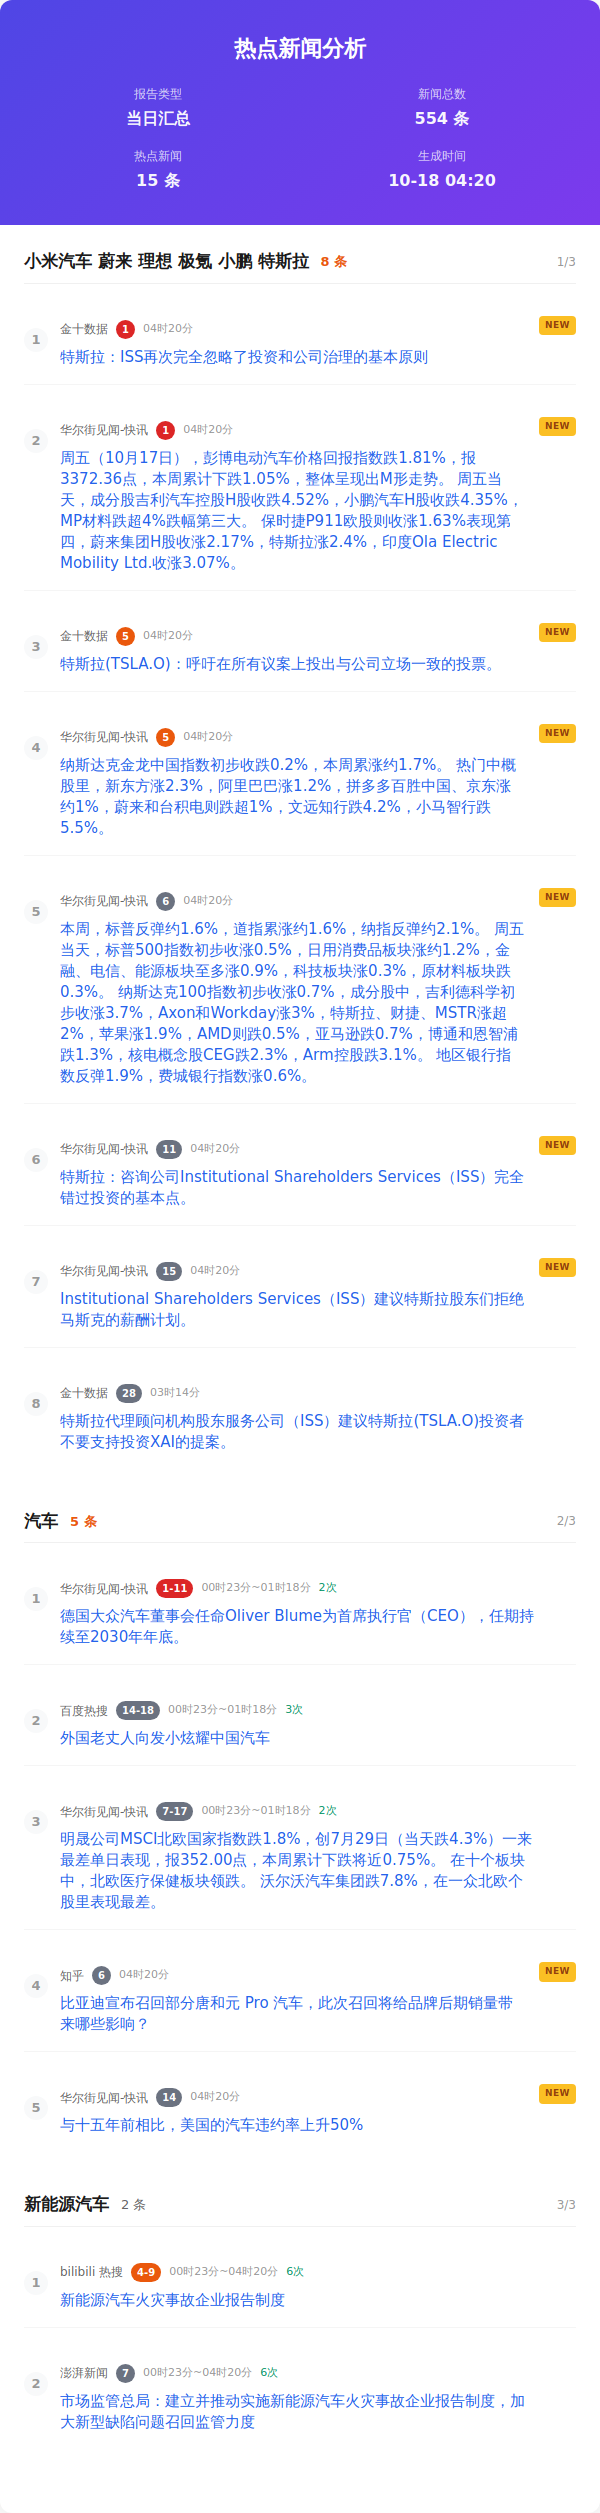 热点新闻分析
报告类型
当日汇总
新闻总数
554 条
热点新闻
15 条
生成时间
10-18 04:20
小米汽车 蔚来 理想 极氪 小鹏 特斯拉 8 条 1/3
1 金十数据 1 04时20分 NEW
特斯拉：ISS再次完全忽略了投资和公司治理的基本原则
2 华尔街见闻-快讯 1 04时20分 NEW
周五（10月17日），彭博电动汽车价格回报指数跌1.81%，报
3372.36点，本周累计下跌1.05%，整体呈现出M形走势。 周五当
天，成分股吉利汽车控股H股收跌4.52%，小鹏汽车H股收跌4.35%，
MP材料跌超4%跌幅第三大。 保时捷P911欧股则收涨1.63%表现第
四，蔚来集团H股收涨2.17%，特斯拉涨2.4%，印度Ola Electric
Mobility Ltd.收涨3.07%。
3 金十数据 5 04时20分 NEW
特斯拉(TSLA.O)：呼吁在所有议案上投出与公司立场一致的投票。
4 华尔街见闻-快讯 5 04时20分 NEW
纳斯达克金龙中国指数初步收跌0.2%，本周累涨约1.7%。 热门中概
股里，新东方涨2.3%，阿里巴巴涨1.2%，拼多多百胜中国、京东涨
约1%，蔚来和台积电则跌超1%，文远知行跌4.2%，小马智行跌
5.5%。
5 华尔街见闻-快讯 6 04时20分 NEW
本周，标普反弹约1.6%，道指累涨约1.6%，纳指反弹约2.1%。 周五
当天，标普500指数初步收涨0.5%，日用消费品板块涨约1.2%，金
融、电信、能源板块至多涨0.9%，科技板块涨0.3%，原材料板块跌
0.3%。 纳斯达克100指数初步收涨0.7%，成分股中，吉利德科学初
步收涨3.7%，Axon和Workday涨3%，特斯拉、财捷、MSTR涨超
2%，苹果涨1.9%，AMD则跌0.5%，亚马逊跌0.7%，博通和恩智浦
跌1.3%，核电概念股CEG跌2.3%，Arm控股跌3.1%。 地区银行指
数反弹1.9%，费城银行指数涨0.6%。
6 华尔街见闻-快讯 11 04时20分 NEW
特斯拉：咨询公司Institutional Shareholders Services（ISS）完全
错过投资的基本点。
7 华尔街见闻-快讯 15 04时20分 NEW
Institutional Shareholders Services（ISS）建议特斯拉股东们拒绝
马斯克的薪酬计划。
8 金十数据 28 03时14分
特斯拉代理顾问机构股东服务公司（ISS）建议特斯拉(TSLA.O)投资者
不要支持投资XAI的提案。
汽车 5 条 2/3
1 华尔街见闻-快讯 1-11 00时23分~01时18分 2次
德国大众汽车董事会任命Oliver Blume为首席执行官（CEO），任期持
续至2030年年底。
2 百度热搜 14-18 00时23分~01时18分 3次
外国老丈人向发小炫耀中国汽车
3 华尔街见闻-快讯 7-17 00时23分~01时18分 2次
明晟公司MSCI北欧国家指数跌1.8%，创7月29日（当天跌4.3%）一来
最差单日表现，报352.00点，本周累计下跌将近0.75%。 在十个板块
中，北欧医疗保健板块领跌。 沃尔沃汽车集团跌7.8%，在一众北欧个
股里表现最差。
4 知乎 6 04时20分 NEW
比亚迪宣布召回部分唐和元 Pro 汽车，此次召回将给品牌后期销量带
来哪些影响？
5 华尔街见闻-快讯 14 04时20分 NEW
与十五年前相比，美国的汽车违约率上升50%
新能源汽车 2 条 3/3
1 bilibili 热搜 4-9 00时23分~04时20分 6次
新能源汽车火灾事故企业报告制度
2 澎湃新闻 7 00时23分~04时20分 6次
市场监管总局：建立并推动实施新能源汽车火灾事故企业报告制度，加
大新型缺陷问题召回监管力度